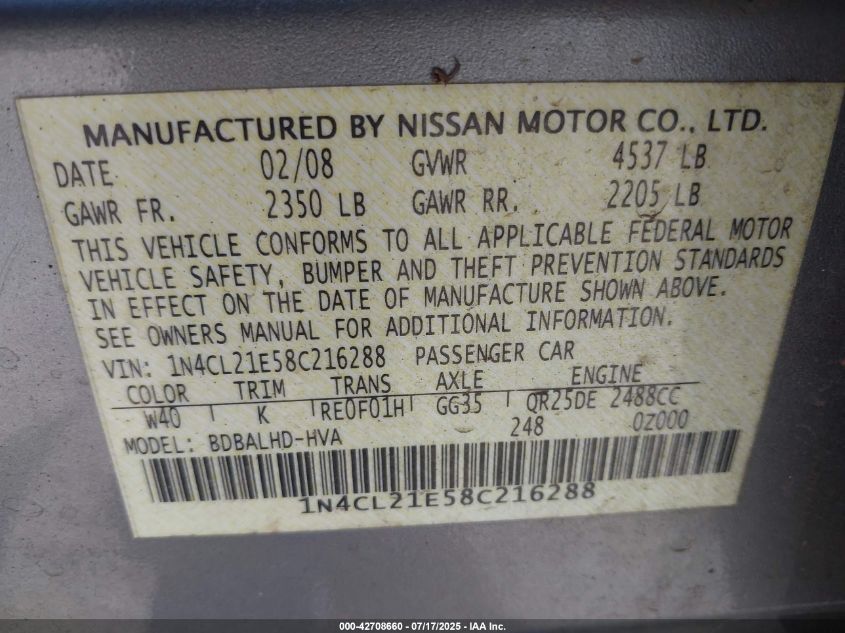 MANUFACTURED BY NISSAN MOTOR CO., LTD.
DATE 02/08 GVWR 4537 LB
GAWR FR. 2350 LB GAWR RR. 2205 LB
THIS VEHICLE CONFORMS TO ALL APPLICABLE FEDERAL MOTOR
VEHICLE SAFETY, BUMPER AND THEFT PREVENTION STANDARDS
IN EFFECT ON THE DATE OF MANUFACTURE SHOWN ABOVE.
SEE OWNERS MANUAL FOR ADDITIONAL INFORMATION.
VIN: 1N4CL21E58C216288 PASSENGER CAR
COLOR TRIM TRANS AXLE ENGINE
W40 K RE0F01H GG35 QR25DE 2488CC
248 0Z000
MODEL: BDBALHD-HVA
1N4CL21E58C216288
000-42708660 / 07/17/2025 - IAA Inc.